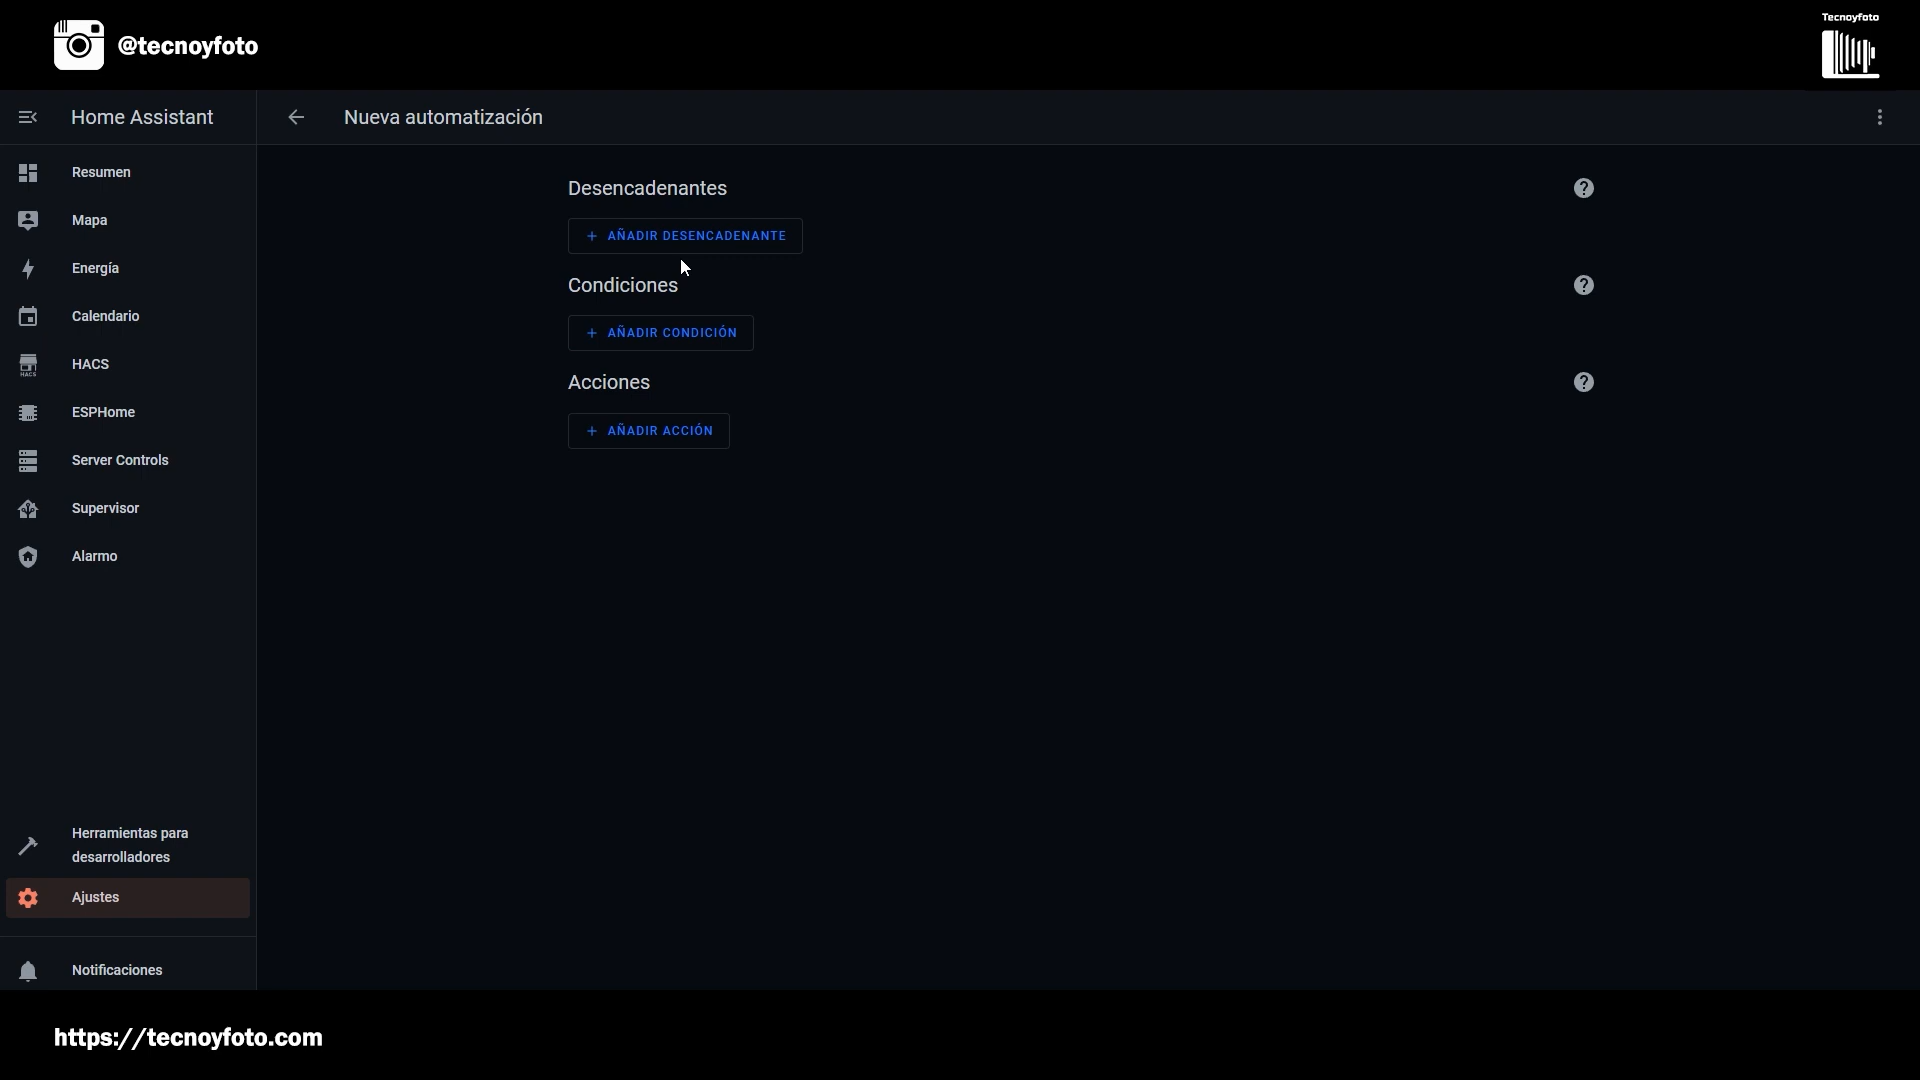 @tecnoyfoto
Tecnoyfoto
Home Assistant
Nueva automatización
Resumen
Mapa
Energía
Calendario
HACS
HACS
ESPHome
Server Controls
Supervisor
Alarmo
Herramientas para
desarrolladores
Ajustes
Notificaciones
Desencadenantes
+ AÑADIR DESENCADENANTE
Condiciones
+ AÑADIR CONDICIÓN
Acciones
+ AÑADIR ACCIÓN
https://tecnoyfoto.com